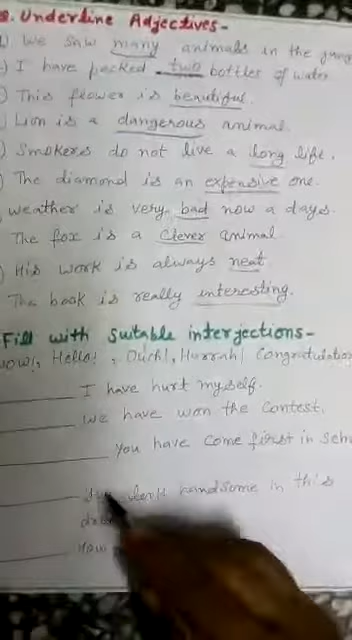 Underline Adjectives-
We saw many animals in the
I have packed two bottles of water
This flower is beautiful.
Lion is a dangerous animal.
Smokers do not live a long life.
The diamond is an expensive one.
weather is very bad now a days.
The fox is a clever animal
His work is always neat
The book is really interesting.
Fill with suitable interjections-
Hello!, Ouch!, Hurrah!
I have hurt myself.
We have won the contest.
You have come first in
handsome in this